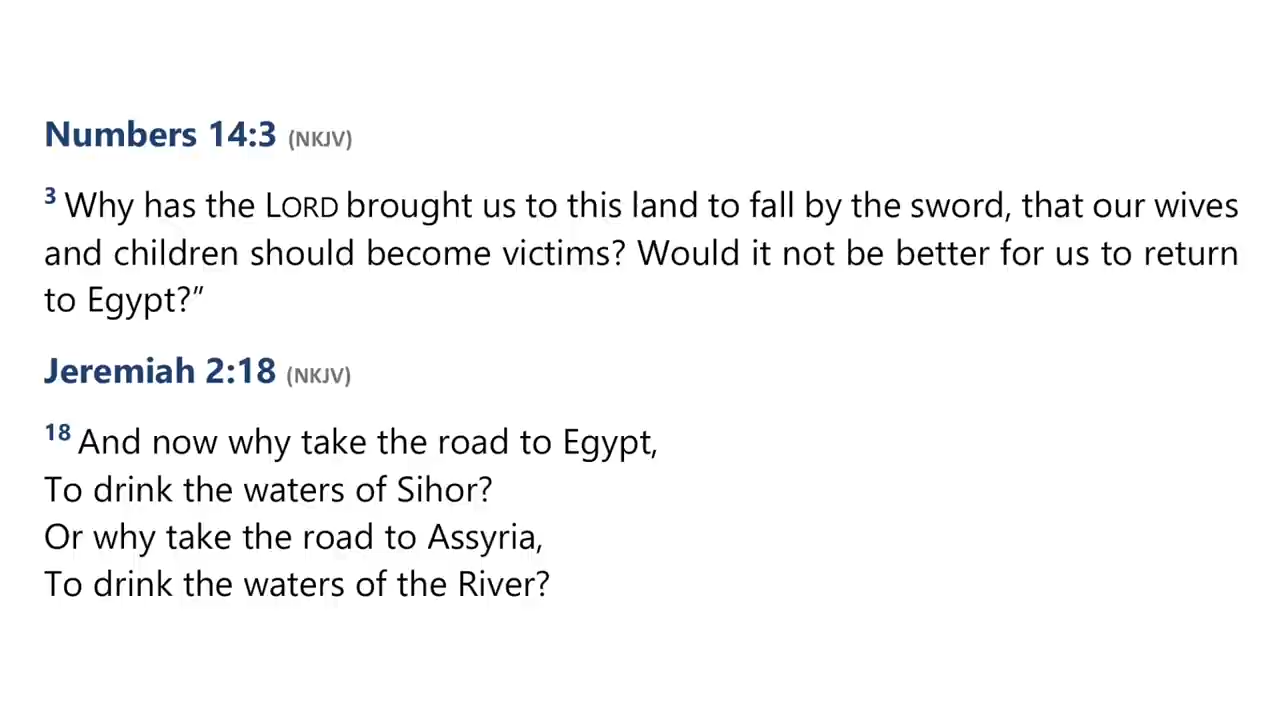 Numbers 14:3 (NKJV)
3 Why has the LORD brought us to this land to fall by the sword, that our wives
and children should become victims? Would it not be better for us to return
to Egypt?”
Jeremiah 2:18 (NKJV)
18 And now why take the road to Egypt,
To drink the waters of Sihor?
Or why take the road to Assyria,
To drink the waters of the River?